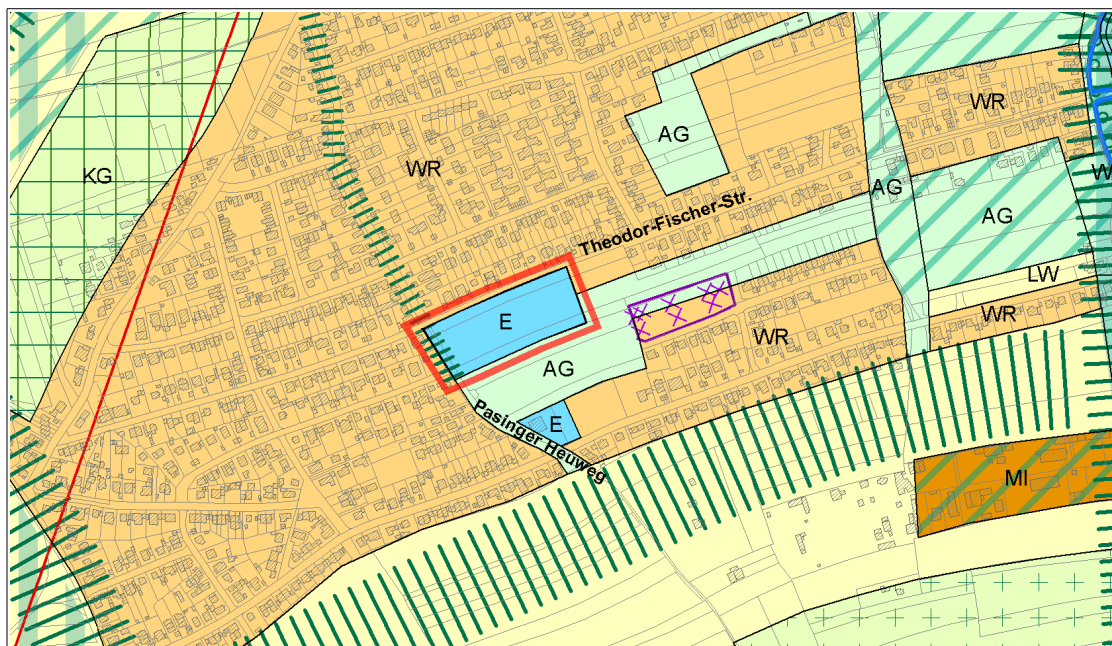 WR
AG
WR
KG
AG
AG
Theodor-Fischer-Str.
LW
E
WR
WR
AG
Pasinger Heuweg
E
MI